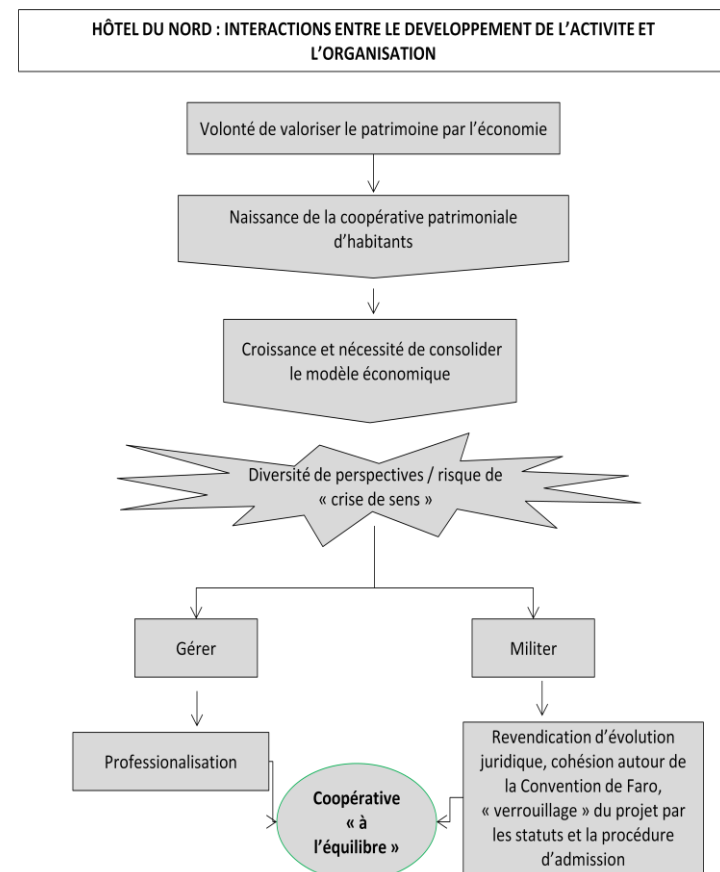 HÔTEL DU NORD : INTERACTIONS ENTRE LE DEVELOPPEMENT DE L’ACTIVITE ET
L’ORGANISATION
Volonté de valoriser le patrimoine par l’économie
Naissance de la coopérative patrimoniale
d’habitants
Croissance et nécessité de consolider
le modèle économique
Diversité de perspectives / risque de
« crise de sens »
Gérer
Militer
Professionalisation
Revendication d’évolution
juridique, cohésion autour de
la Convention de Faro,
« verrouillage » du projet par
les statuts et la procédure
d’admission
Coopérative
« à
l’équilibre »